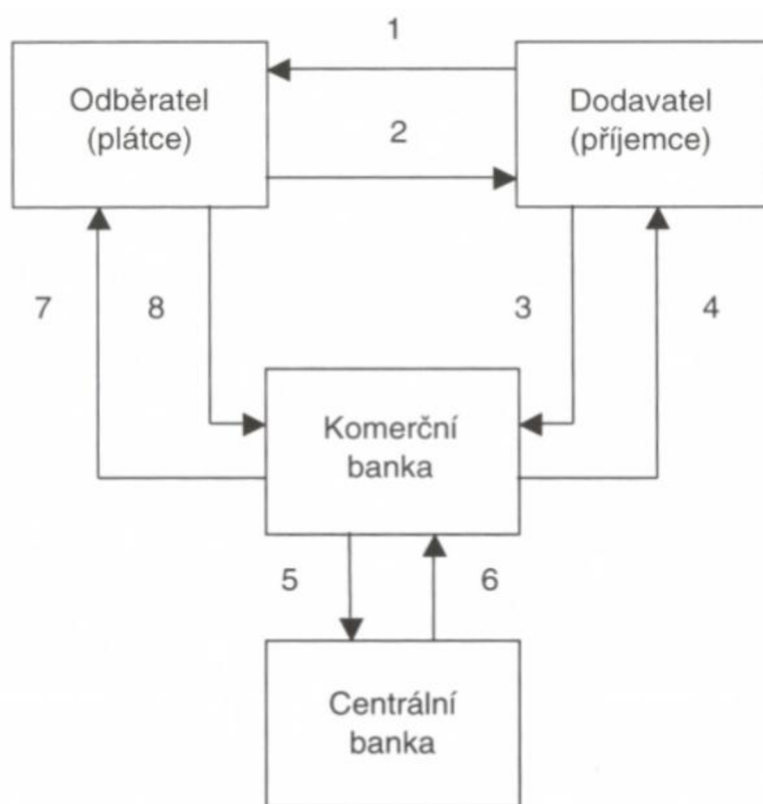 1
Odběratel
(plátce)
2
Dodavatel
(příjemce)
7
8
3
4
Komerční
banka
5
6
Centrální
banka